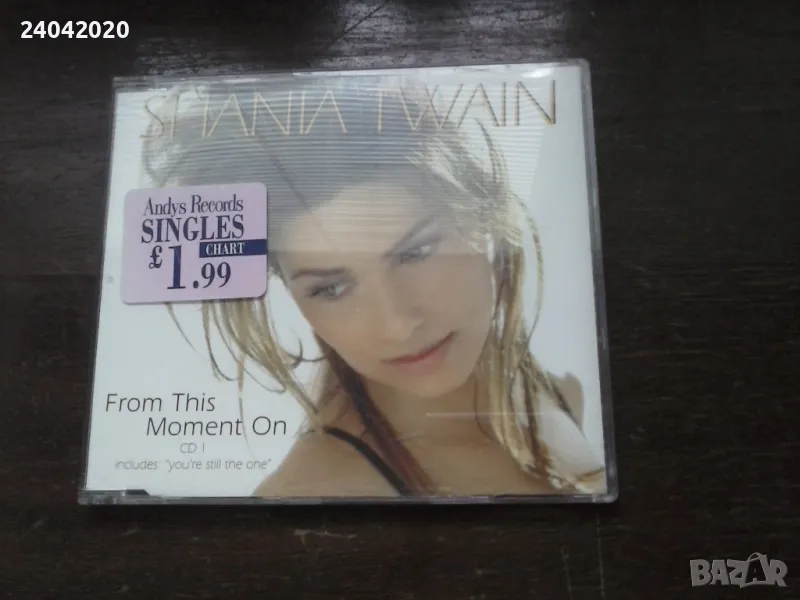 24042020
SHANIA TWAIN
Andys Records
SINGLES
CHART
£1.99
From This
Moment On
CD 1
includes: "you're still the one"
BAZAR